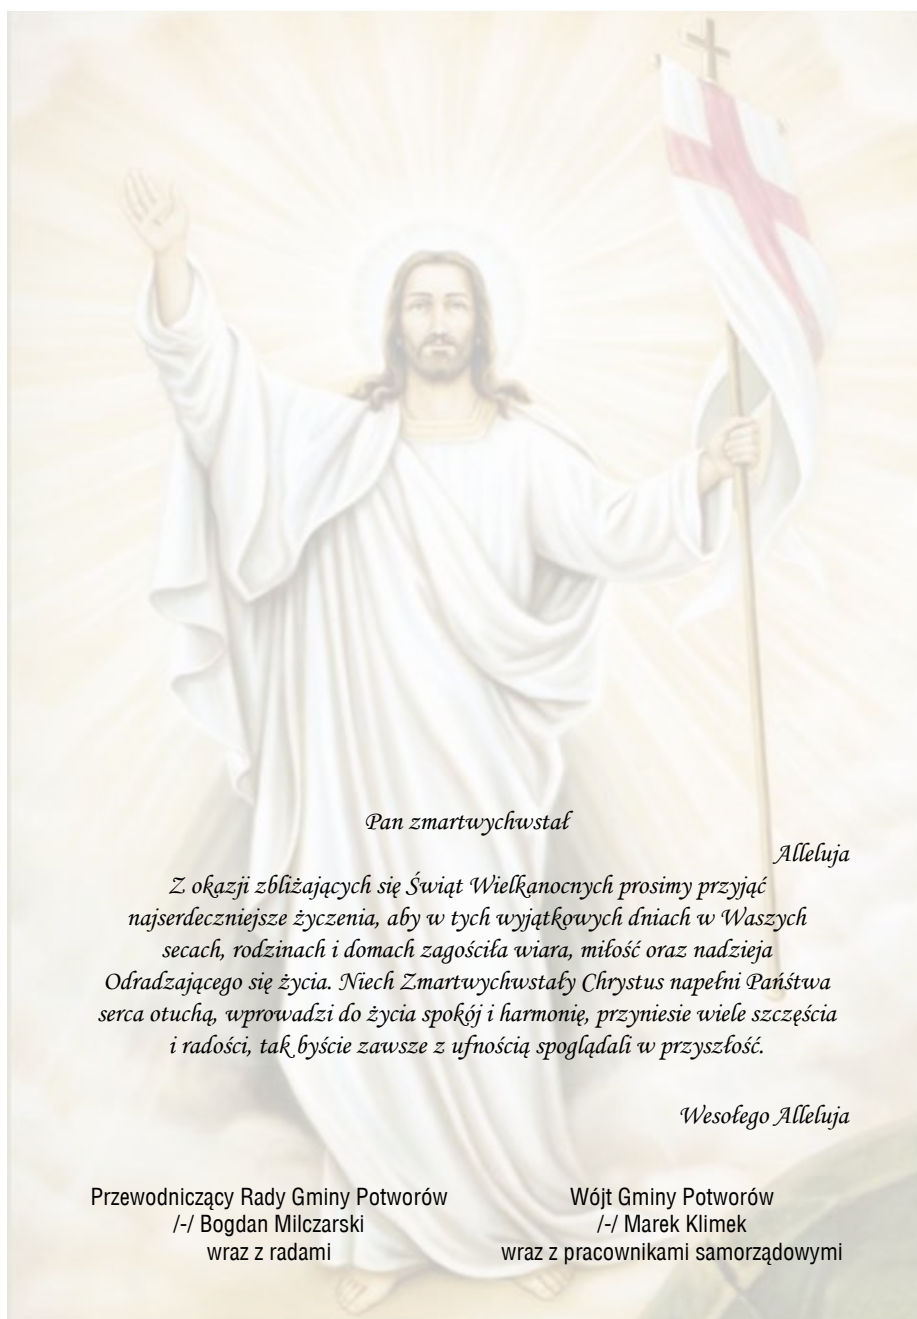 Pan zmartwychwstał
Alleluja
Z okazji zbliżających się Świąt Wielkanocnych prosimy przyjąć
najserdeczniejsze życzenia, aby w tych wyjątkowych dniach w Waszych
secach, rodzinach i domach zagościła wiara, miłość oraz nadzieja
Odradzającego się życia. Niech Zmartwychwstały Chrystus napełni Pańśtwa
serca otuchą, wprowadzi do życia spokój i harmonię, przyniesie wiele szczęścia
i radości, tak byście zawsze z ufnością spoglądali w przyszłość.
Wesołego Alleluja
Przewodniczący Rady Gminy Potworów
/-/ Bogdan Milczarski
wraz z radami
Wójt Gminy Potworów
/-/ Marek Klimek
wraz z pracownikami samorządowymi